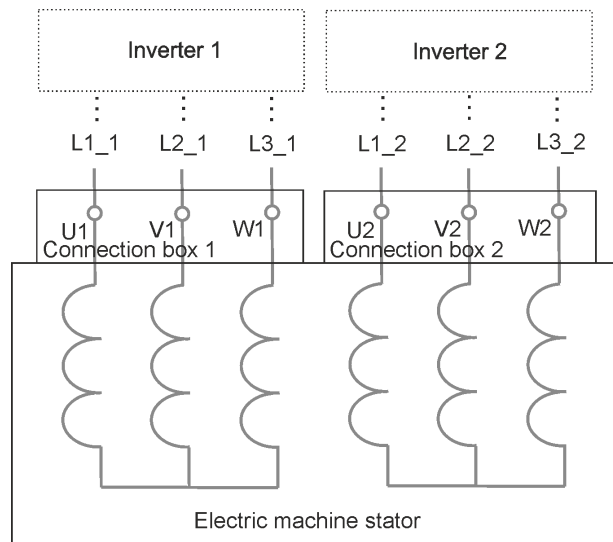 Inverter 1
Inverter 2
L1_1
L2_1
L3_1
L1_2
L2_2
L3_2
U1
V1
W1
U2
V2
W2
Connection box 1
Connection box 2
Electric machine stator